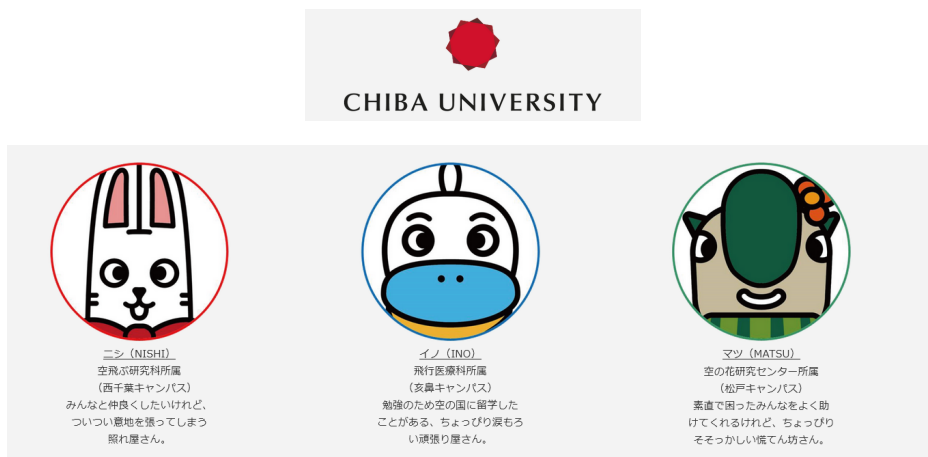 CHIBA UNIVERSITY
ニシ（NISHI）
空飛ぶ研究科所属
（西千葉キャンパス）
みんなと仲良くしたいけれど、
ついつい意地を張ってしまう
照れ屋さん。
イノ（INO）
飛行医療科所属
（亥鼻キャンパス）
勉強のため空の国に留学した
ことがある、ちょっぴり涙もろ
い頑張り屋さん。
マツ（MATSU）
空の花研究センター所属
（松戸キャンパス）
素直で困ったみんなをよく助
けてくれるけれど、ちょっぴり
そそっかしい慌てん坊さん。